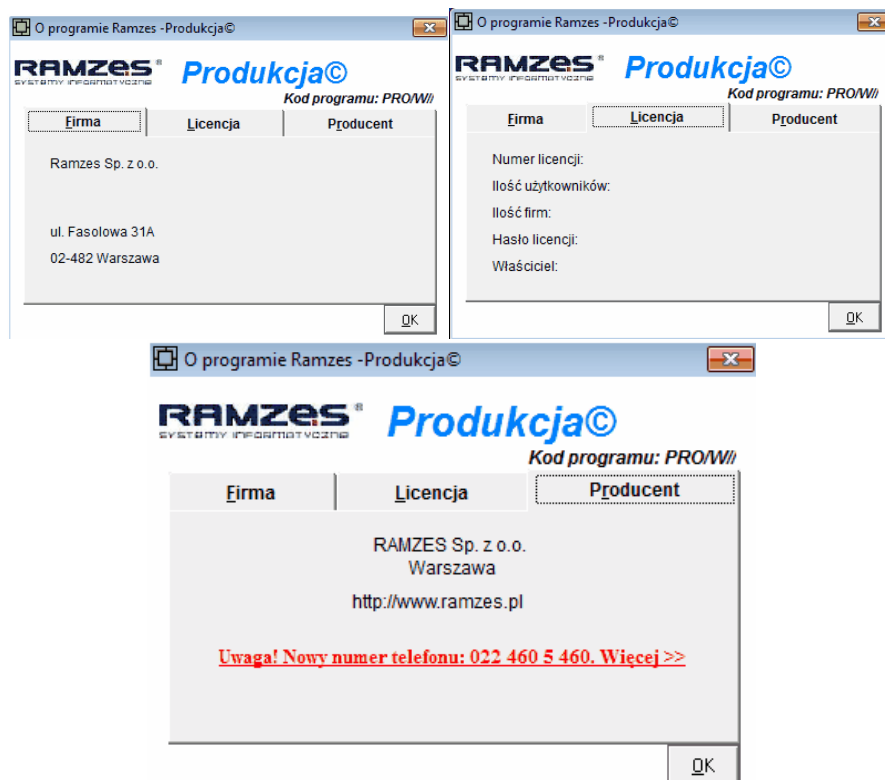 O programie Ramzes -Produkcja©
RAMZES®
SYSTEMY INFORMATYCZNE
Produkcja©
Kod programu: PRO/W//
Firma
Licencja
Producent
Ramzes Sp. z o.o.
ul. Fasolowa 31A
02-482 Warszawa
OK
O programie Ramzes -Produkcja©
RAMZES®
SYSTEMY INFORMATYCZNE
Produkcja©
Kod programu: PRO/W//
Firma
Licencja
Producent
Numer licencji:
Ilość użytkowników:
Ilość firm:
Hasło licencji:
Właściciel:
OK
O programie Ramzes -Produkcja©
RAMZES®
SYSTEMY INFORMATYCZNE
Produkcja©
Kod programu: PRO/W//
Firma
Licencja
Producent
RAMZES Sp. z o.o.
Warszawa
http://www.ramzes.pl
Uwaga! Nowy numer telefonu: 022 460 5 460. Więcej >>
OK